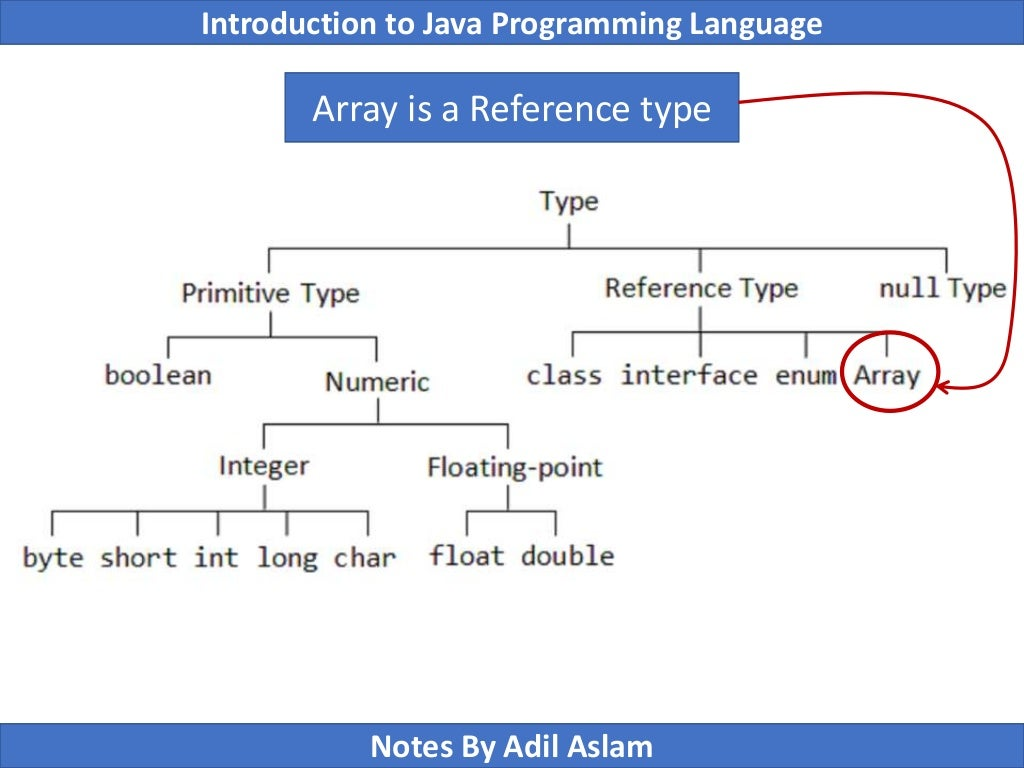 Introduction to Java Programming Language
Array is a Reference type
Type
Primitive Type
Reference Type
null Type
boolean
Numeric
class interface enum Array
Integer
Floating-point
byte short int long char
float double
Notes By Adil Aslam